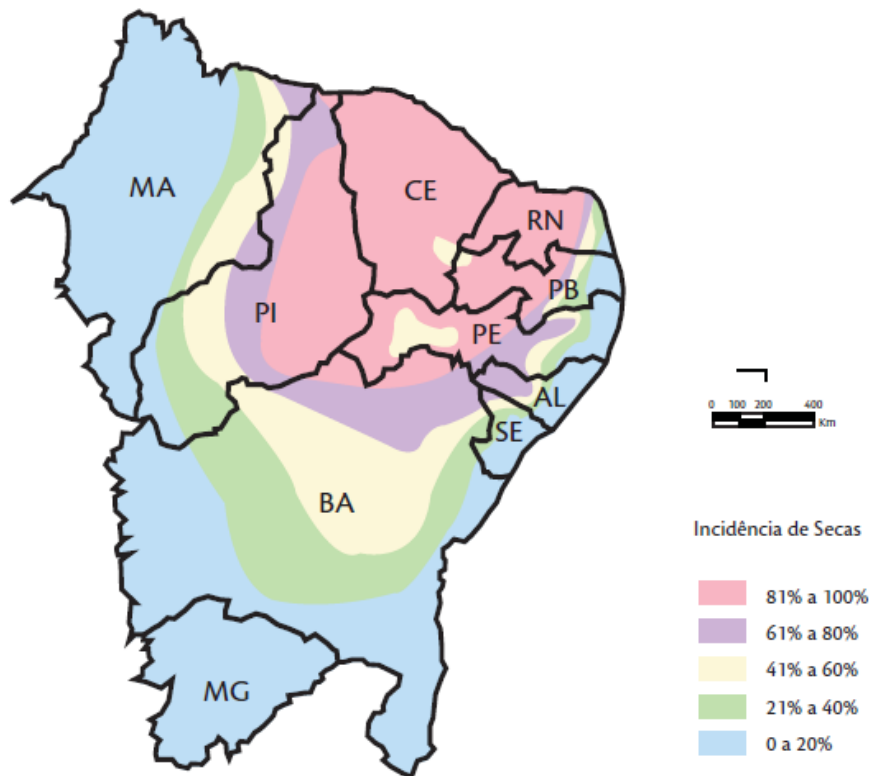 MA
CE
RN
PB
PI
PE
AL
SE
BA
MG
0 100 200 400
Km
Incidência de Secas
81% a 100%
61% a 80%
41% a 60%
21% a 40%
0 a 20%